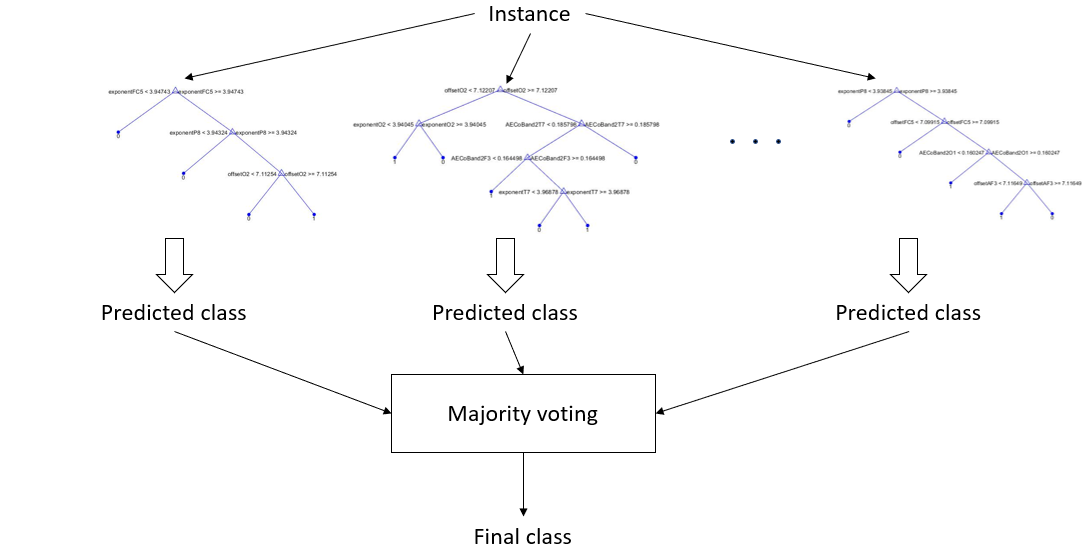 Instance
exponentFC5 < 3.94743 exponentFC5 >= 3.94743
0
exponentP8 < 3.94324 exponentP8 >= 3.94324
0
offsetO2 < 7.11254 offsetO2 >= 7.11254
0 1
offsetO2 < 7.12207 offsetO2 >= 7.12207
exponentO2 < 3.94045 exponentO2 >= 3.94045
AECoBand2T7 < 0.185798 AECoBand2T7 >= 0.185798
1 0
AECoBand2F3 < 0.164498 AECoBand2F3 >= 0.164498
0
1
exponentT7 < 3.96878 exponentT7 >= 3.96878
0 1
exponentP8 < 3.93845 exponentP8 >= 3.93845
0
offsetFC5 < 7.09915 offsetFC5 >= 7.09915
0
AECoBand2O1 < 0.160247 AECoBand2O1 >= 0.160247
1
offsetAF3 < 7.11649 offsetAF3 >= 7.11649
1 0
Predicted class
Predicted class
Predicted class
Majority voting
Final class